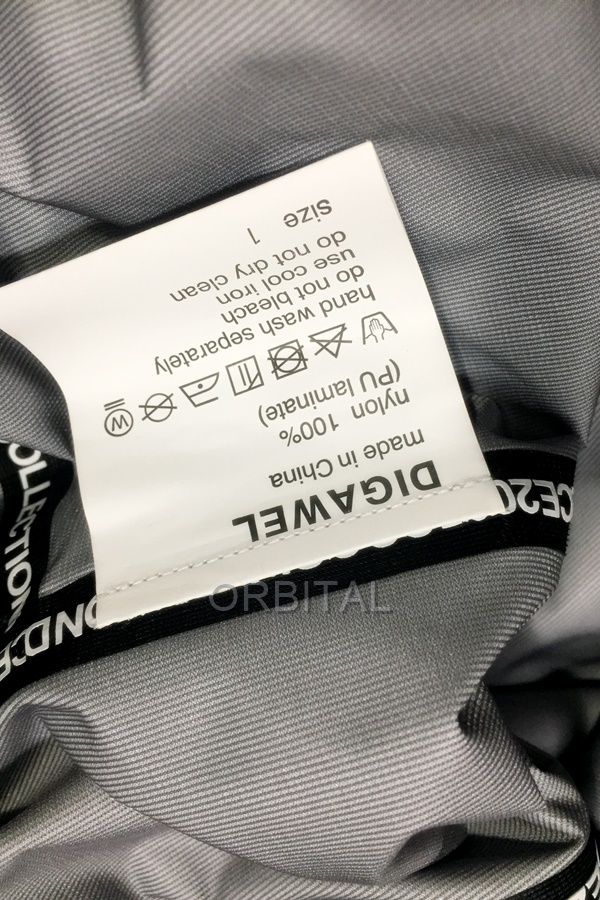 DIGAWEL
made in China
nylon 100%
(PU laminate)
W
hand wash separately
do not bleach
use cool iron
do not dry clean
size 1
ORBITAL